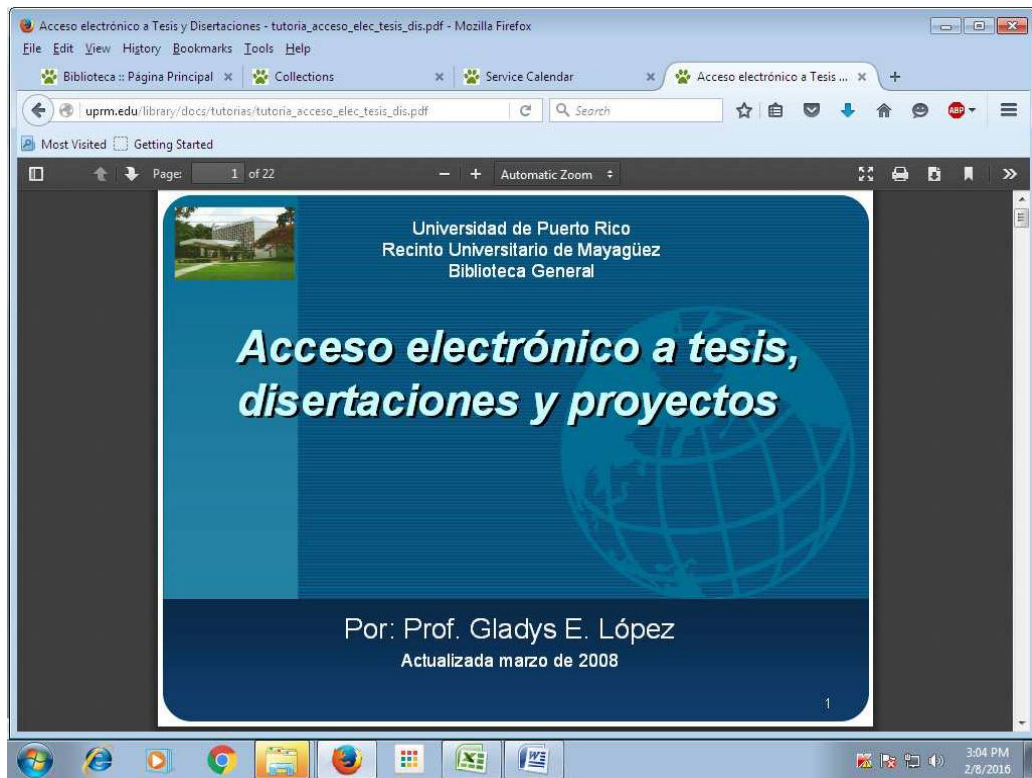 Acceso electrónico a Tesis y Disertaciones - tutoria_acceso_elec_tesis_dis.pdf - Mozilla Firefox
File Edit View History Bookmarks Tools Help
Biblioteca :: Página Principal
Collections
Service Calendar
Acceso electrónico a Tesis ...
uprm.edu/library/docs/tutorias/tutoria_acceso_elec_tesis_dis.pdf
Search
ABP
Most Visited Getting Started
Page: 1 of 22
Automatic Zoom
Universidad de Puerto Rico
Recinto Universitario de Mayagüez
Biblioteca General
Acceso electrónico a tesis,
disertaciones y proyectos
Por: Prof. Gladys E. López
Actualizada marzo de 2008
1
3:04 PM
2/8/2016